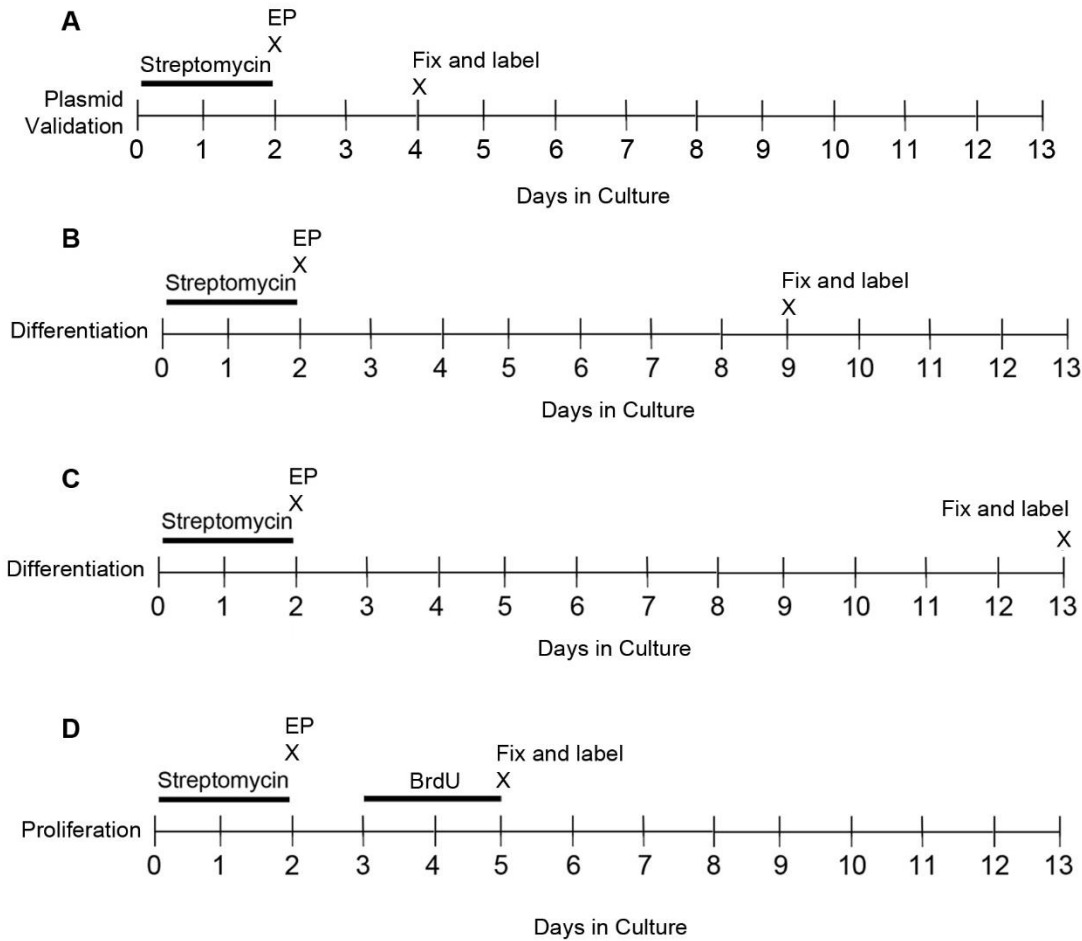 A
EP
X
Streptomycin
Fix and label
X
Plasmid
Validation
0 1 2 3 4 5 6 7 8 9 10 11 12 13
Days in Culture
B
EP
X
Streptomycin
Fix and label
X
Differentiation
0 1 2 3 4 5 6 7 8 9 10 11 12 13
Days in Culture
C
EP
X
Streptomycin
Fix and label
X
Differentiation
0 1 2 3 4 5 6 7 8 9 10 11 12 13
Days in Culture
D
EP
X
Streptomycin
BrdU
Fix and label
X
Proliferation
0 1 2 3 4 5 6 7 8 9 10 11 12 13
Days in Culture